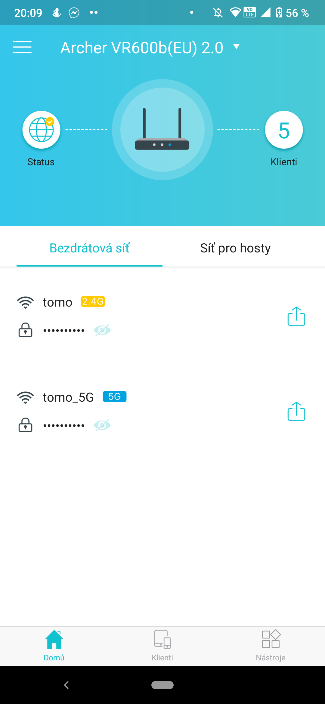 20:09
56 %
Archer VR600b(EU) 2.0
5
Status
Klienti
Bezdrátová síť
Síť pro hosty
tomo 2.4G
••••••••••
tomo_5G 5G
••••••••••
Domů
Klienti
Nástroje